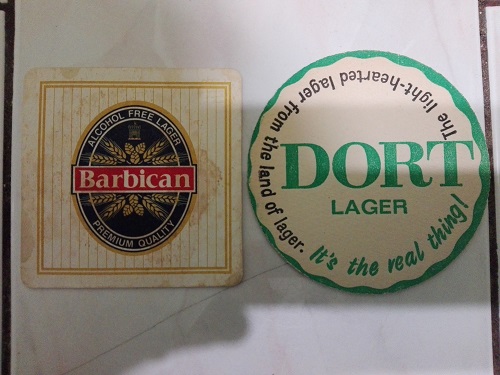 ALCOHOL FREE LAGER
Barbican
PREMIUM QUALITY
The light-hearted lager from the land of lager.
DORT
LAGER
It's the real thing!